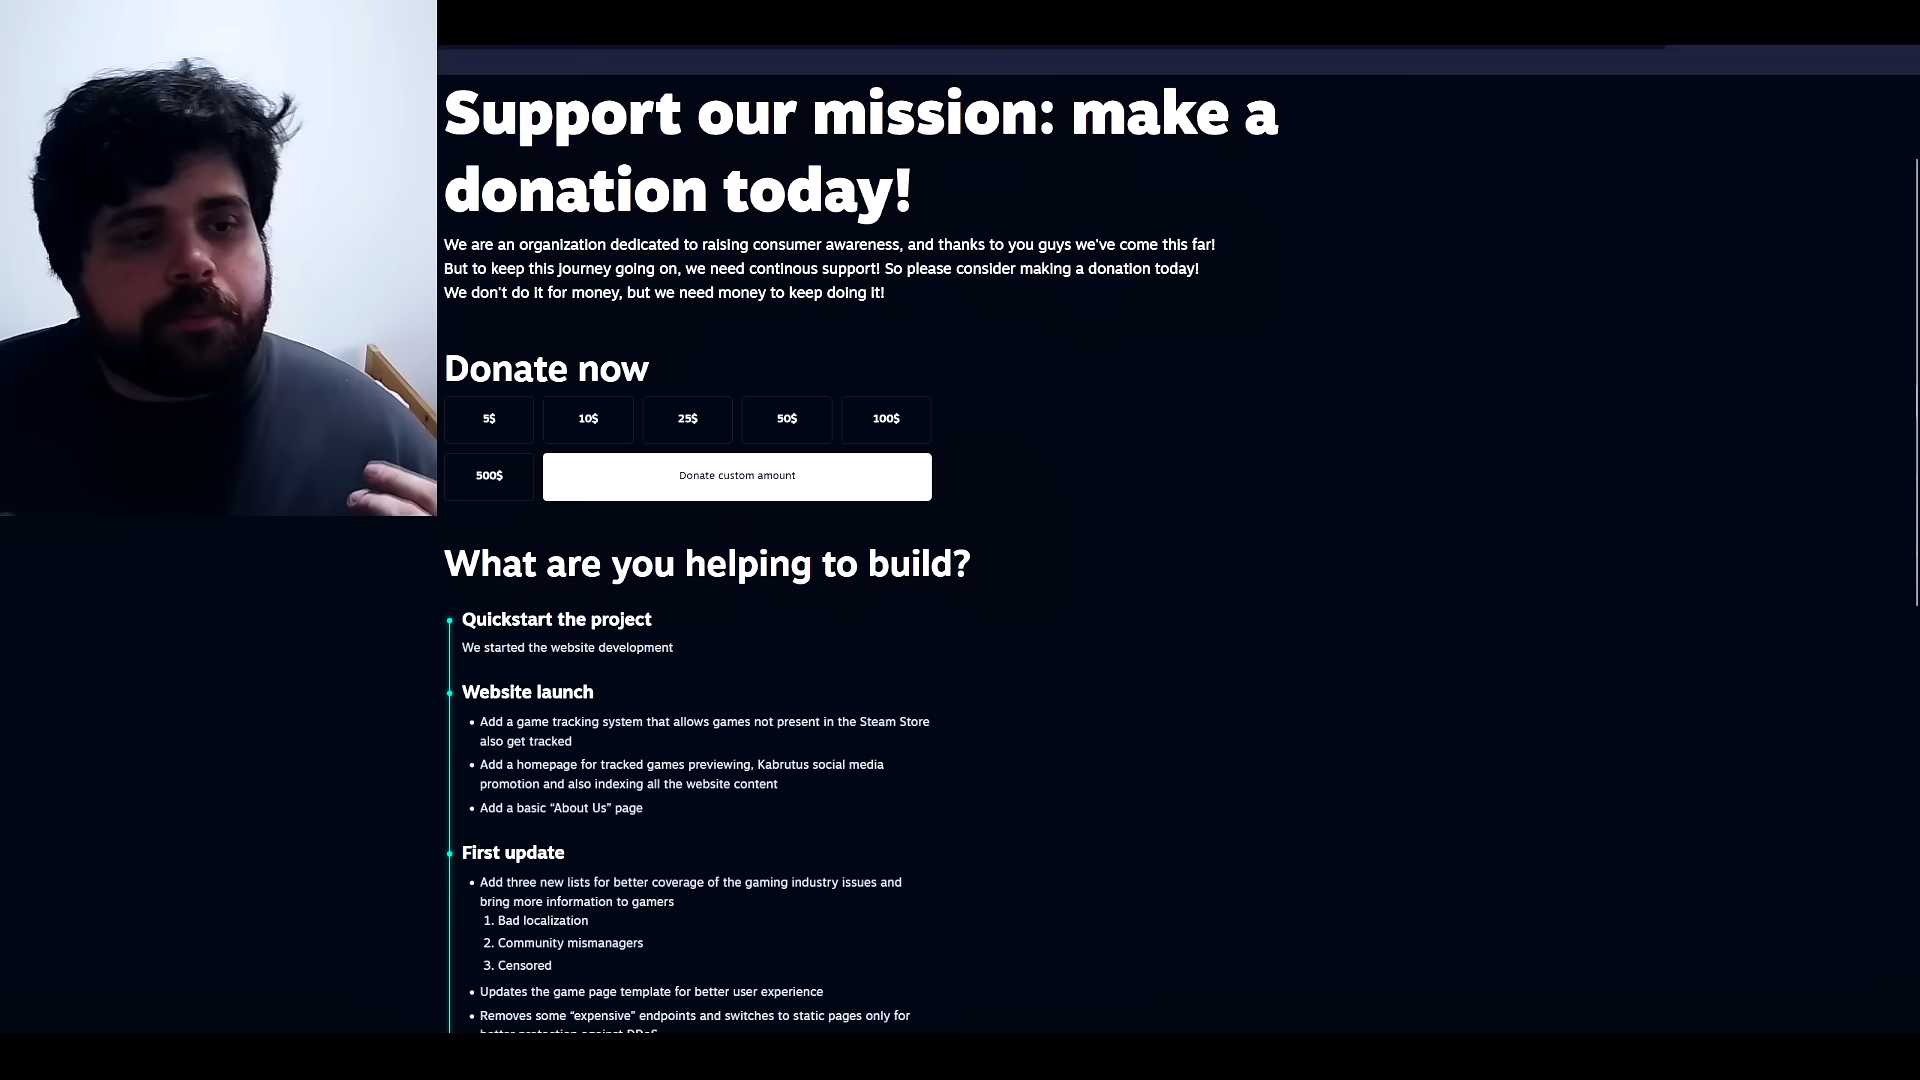 Support our mission: make a
donation today!
We are an organization dedicated to raising consumer awareness, and thanks to you guys we've come this far!
But to keep this journey going on, we need continous support! So please consider making a donation today!
We don't do it for money, but we need money to keep doing it!
Donate now
5$ 10$ 25$ 50$ 100$
500$ Donate custom amount
What are you helping to build?
Quickstart the project
We started the website development
Website launch
• Add a game tracking system that allows games not present in the Steam Store
also get tracked
• Add a homepage for tracked games previewing, Kabrutus social media
promotion and also indexing all the website content
• Add a basic “About Us” page
First update
• Add three new lists for better coverage of the gaming industry issues and
bring more information to gamers
1. Bad localization
2. Community mismanagers
3. Censored
• Updates the game page template for better user experience
• Removes some “expensive” endpoints and switches to static pages only for
better protection against DDoS